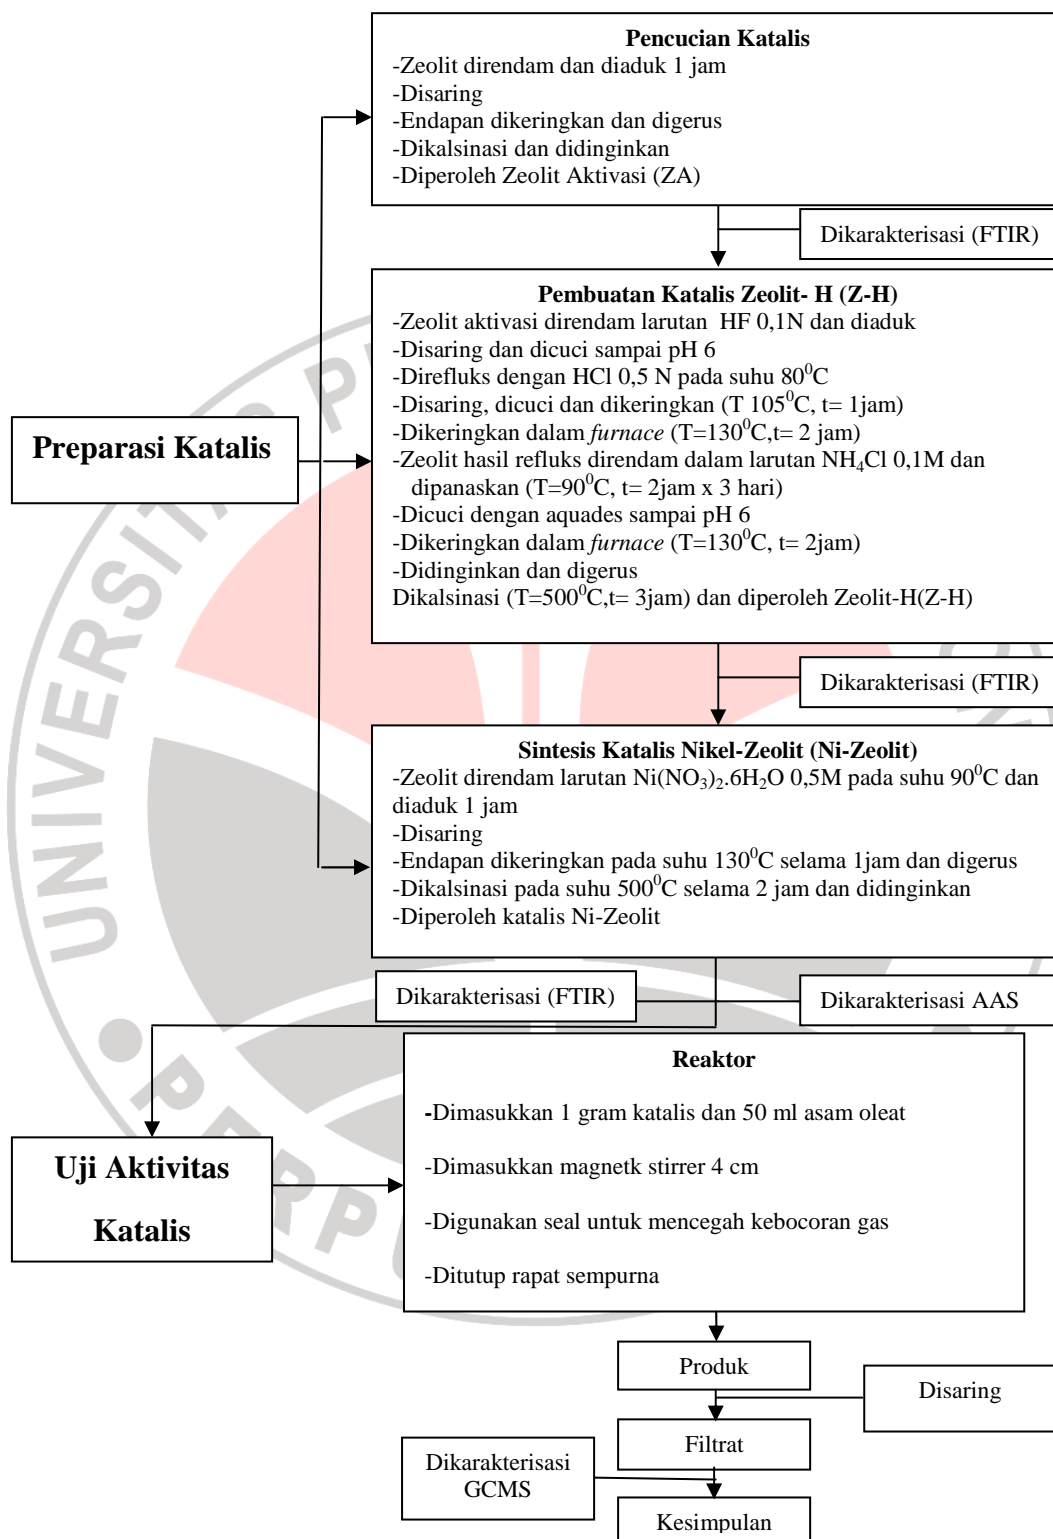 Pencucian Katalis
-Zeolit direndam dan diaduk 1 jam
-Disaring
-Endapan dikeringkan dan digerus
-Dikalsinasi dan didinginkan
-Diperoleh Zeolit Aktivasi (ZA)
Dikarakterisasi (FTIR)
Pembuatan Katalis Zeolit- H (Z-H)
-Zeolit aktivasi direndam larutan  HF 0,1N dan diaduk
-Disaring dan dicuci sampai pH 6
-Direfluks dengan HCl 0,5 N pada suhu 80⁰C
-Disaring, dicuci dan dikeringkan (T 105⁰C, t= 1jam)
-Dikeringkan dalam furnace (T=130⁰C,t= 2 jam)
-Zeolit hasil refluks direndam dalam larutan NH₄Cl 0,1M dan
dipanaskan (T=90⁰C, t= 2jam x 3 hari)
-Dicuci dengan aquades sampai pH 6
-Dikeringkan dalam furnace (T=130⁰C, t= 2jam)
-Didinginkan dan digerus
Dikalsinasi (T=500⁰C,t= 3jam) dan diperoleh Zeolit-H(Z-H)
Preparasi Katalis
Dikarakterisasi (FTIR)
Sintesis Katalis Nikel-Zeolit (Ni-Zeolit)
-Zeolit direndam larutan Ni(NO₃)₂.6H₂O 0,5M pada suhu 90⁰C dan
diaduk 1 jam
-Disaring
-Endapan dikeringkan pada suhu 130⁰C selama 1jam dan digerus
-Dikalsinasi pada suhu 500⁰C selama 2 jam dan didinginkan
-Diperoleh katalis Ni-Zeolit
Dikarakterisasi (FTIR)
Dikarakterisasi AAS
Reaktor
-Dimasukkan 1 gram katalis dan 50 ml asam oleat
-Dimasukkan magnetk stirrer 4 cm
-Digunakan seal untuk mencegah kebocoran gas
-Ditutup rapat sempurna
Uji Aktivitas
Katalis
Produk
Disaring
Filtrat
Dikarakterisasi
GCMS
Kesimpulan